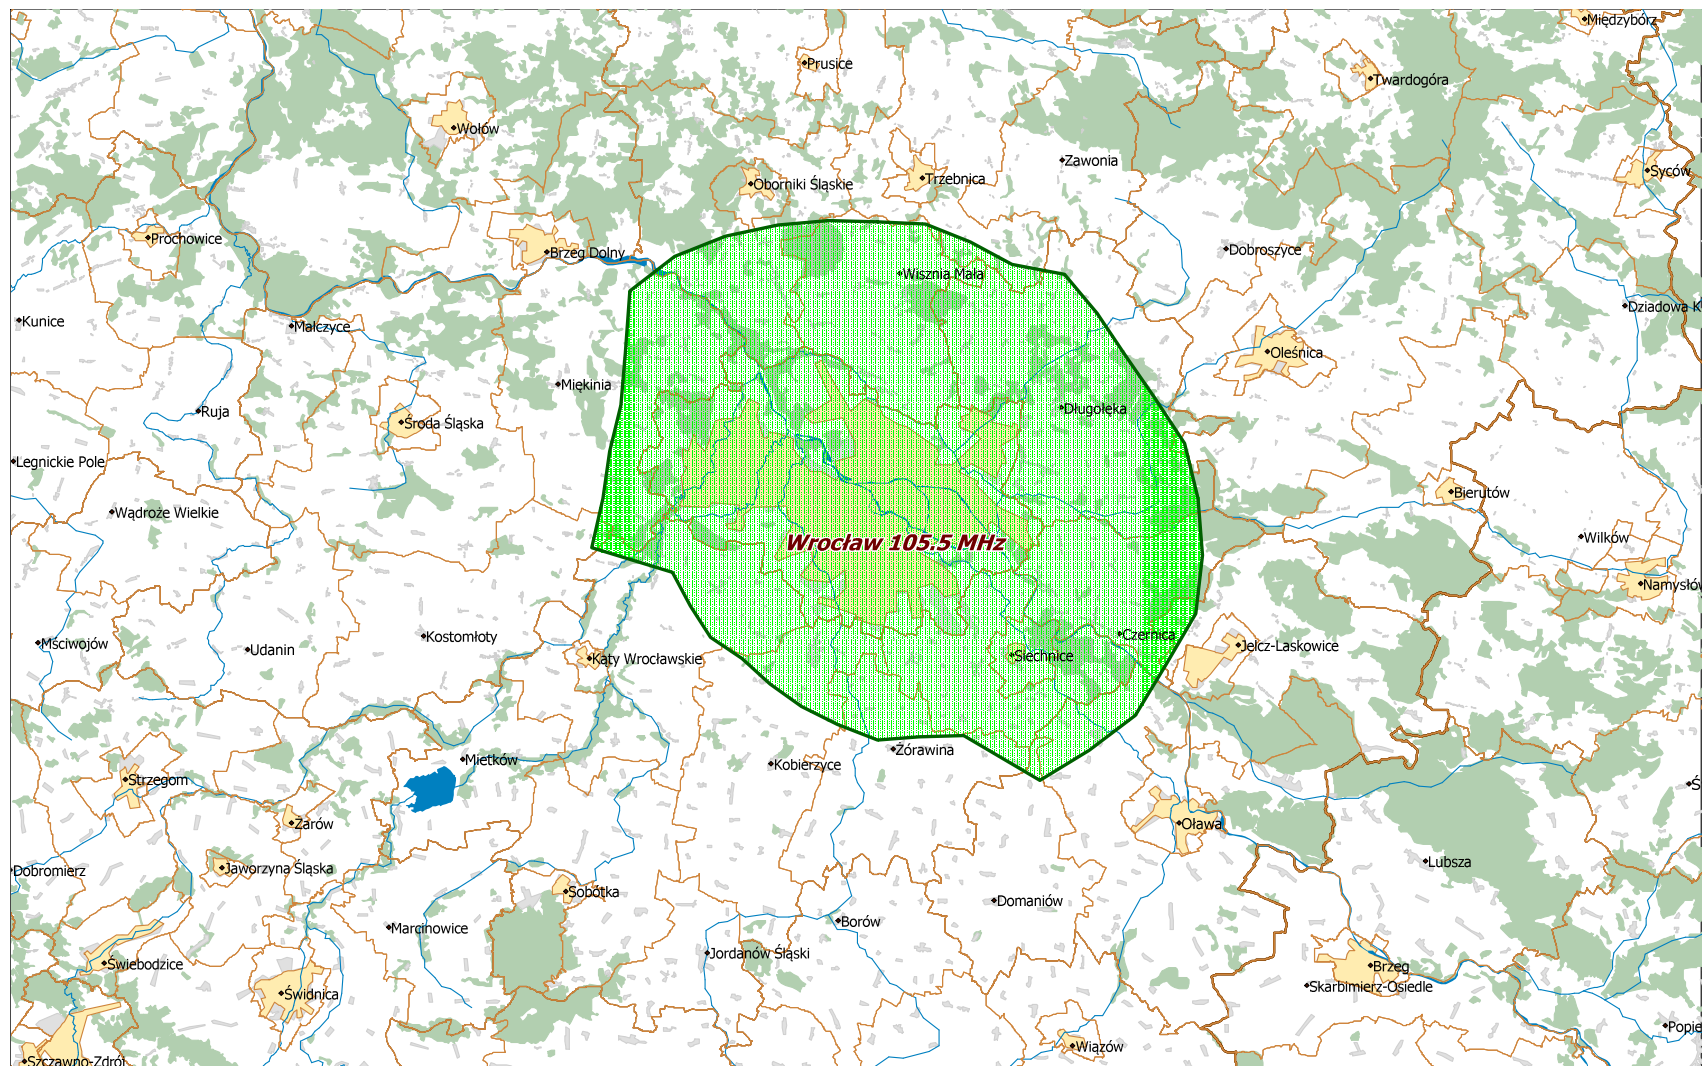 Międzybórz
Prusice
Twardogóra
Wołów
Zawonia
Syców
Trzebnica
Oborniki Śląskie
Prochowice
Dobroszyce
Brzeg Dolny
Wisznia Mała
Dziadowa K
Kunice
Malczyce
Oleśnica
Miękinia
Długołęka
Ruja
Środa Śląska
Legnickie Pole
Bierutów
Wądroże Wielkie
Wilków
Wrocław 105.5 MHz
Namysłów
Czernica
Kostomłoty
Mściwojów
Jelcz-Laskowice
Udanin
Siechnice
Kąty Wrocławskie
Żórawina
Mietków
Kobierzyce
Strzegom
Ś
Żarów
Oława
Lubsza
Jaworzyna Śląska
Dobromierz
Sobótka
Domaniów
Borów
Marcinowice
Jordanów Śląski
Świebodzice
Brzeg
Skarbimierz-Osiedle
Świdnica
Popie
Wiązów
Szczawno-Zdrój